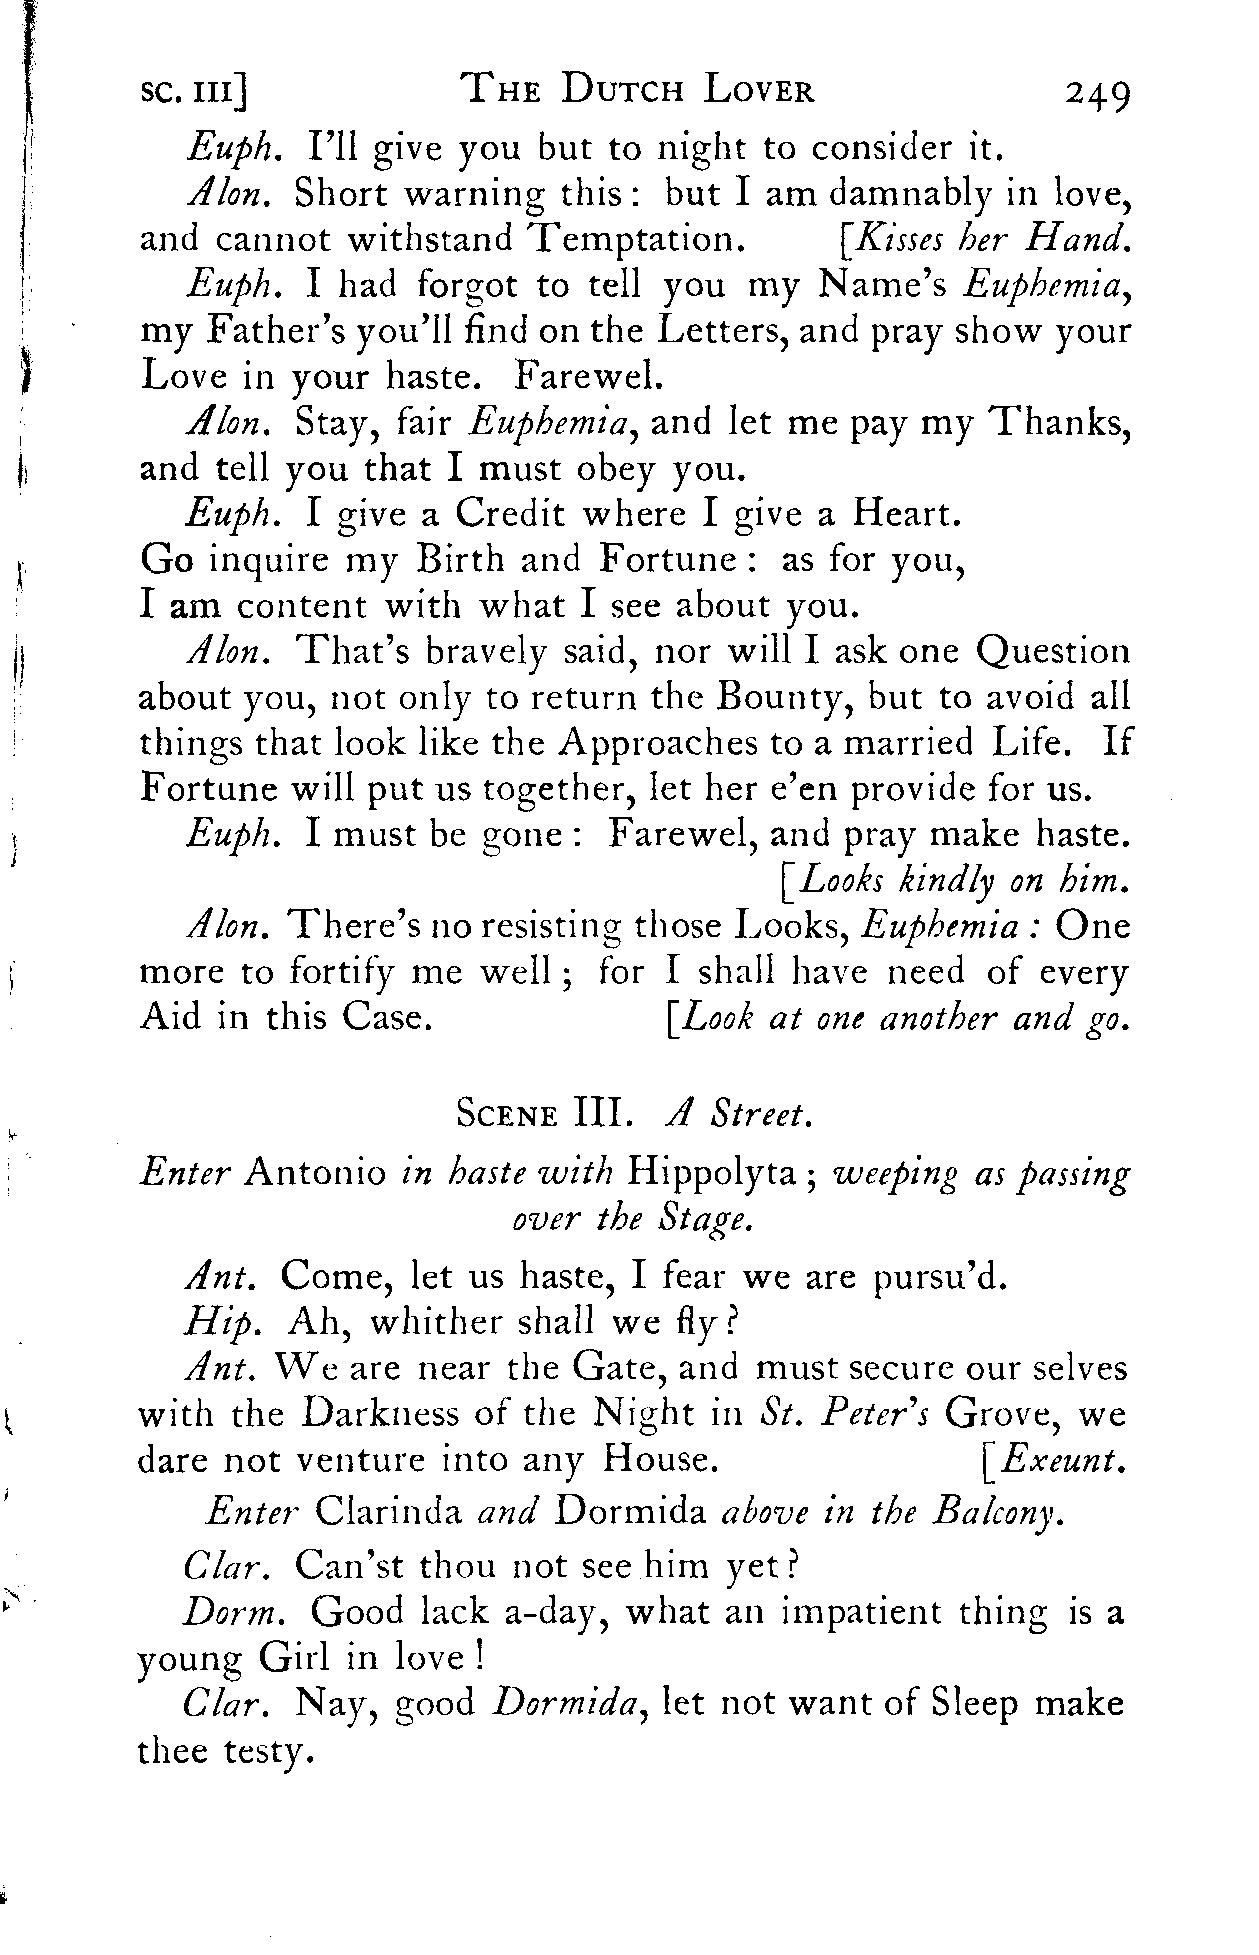 SC. III] THE DUTCH LOVER 249
Euph. I'll give you but to night to consider it.
Alon. Short warning this : but I am damnably in love,
and cannot withstand Temptation. [Kisses her Hand.
Euph. I had forgot to tell you my Name's Euphemia,
my Father's you'll find on the Letters, and pray show your
Love in your haste. Farewel.
Alon. Stay, fair Euphemia, and let me pay my Thanks,
and tell you that I must obey you.
Euph. I give a Credit where I give a Heart.
Go inquire my Birth and Fortune : as for you,
I am content with what I see about you.
Alon. That's bravely said, nor will I ask one Question
about you, not only to return the Bounty, but to avoid all
things that look like the Approaches to a married Life. If
Fortune will put us together, let her e'en provide for us.
Euph. I must be gone : Farewel, and pray make haste.
[Looks kindly on him.
Alon. There's no resisting those Looks, Euphemia : One
more to fortify me well ; for I shall have need of every
Aid in this Case. [Look at one another and go.
SCENE III. A Street.
Enter Antonio in haste with Hippolyta ; weeping as passing
over the Stage.
Ant. Come, let us haste, I fear we are pursu'd.
Hip. Ah, whither shall we fly ?
Ant. We are near the Gate, and must secure our selves
with the Darkness of the Night in St. Peter's Grove, we
dare not venture into any House. [Exeunt.
Enter Clarinda and Dormida above in the Balcony.
Clar. Can'st thou not see him yet ?
Dorm. Good lack a-day, what an impatient thing is a
young Girl in love !
Clar. Nay, good Dormida, let not want of Sleep make
thee testy.